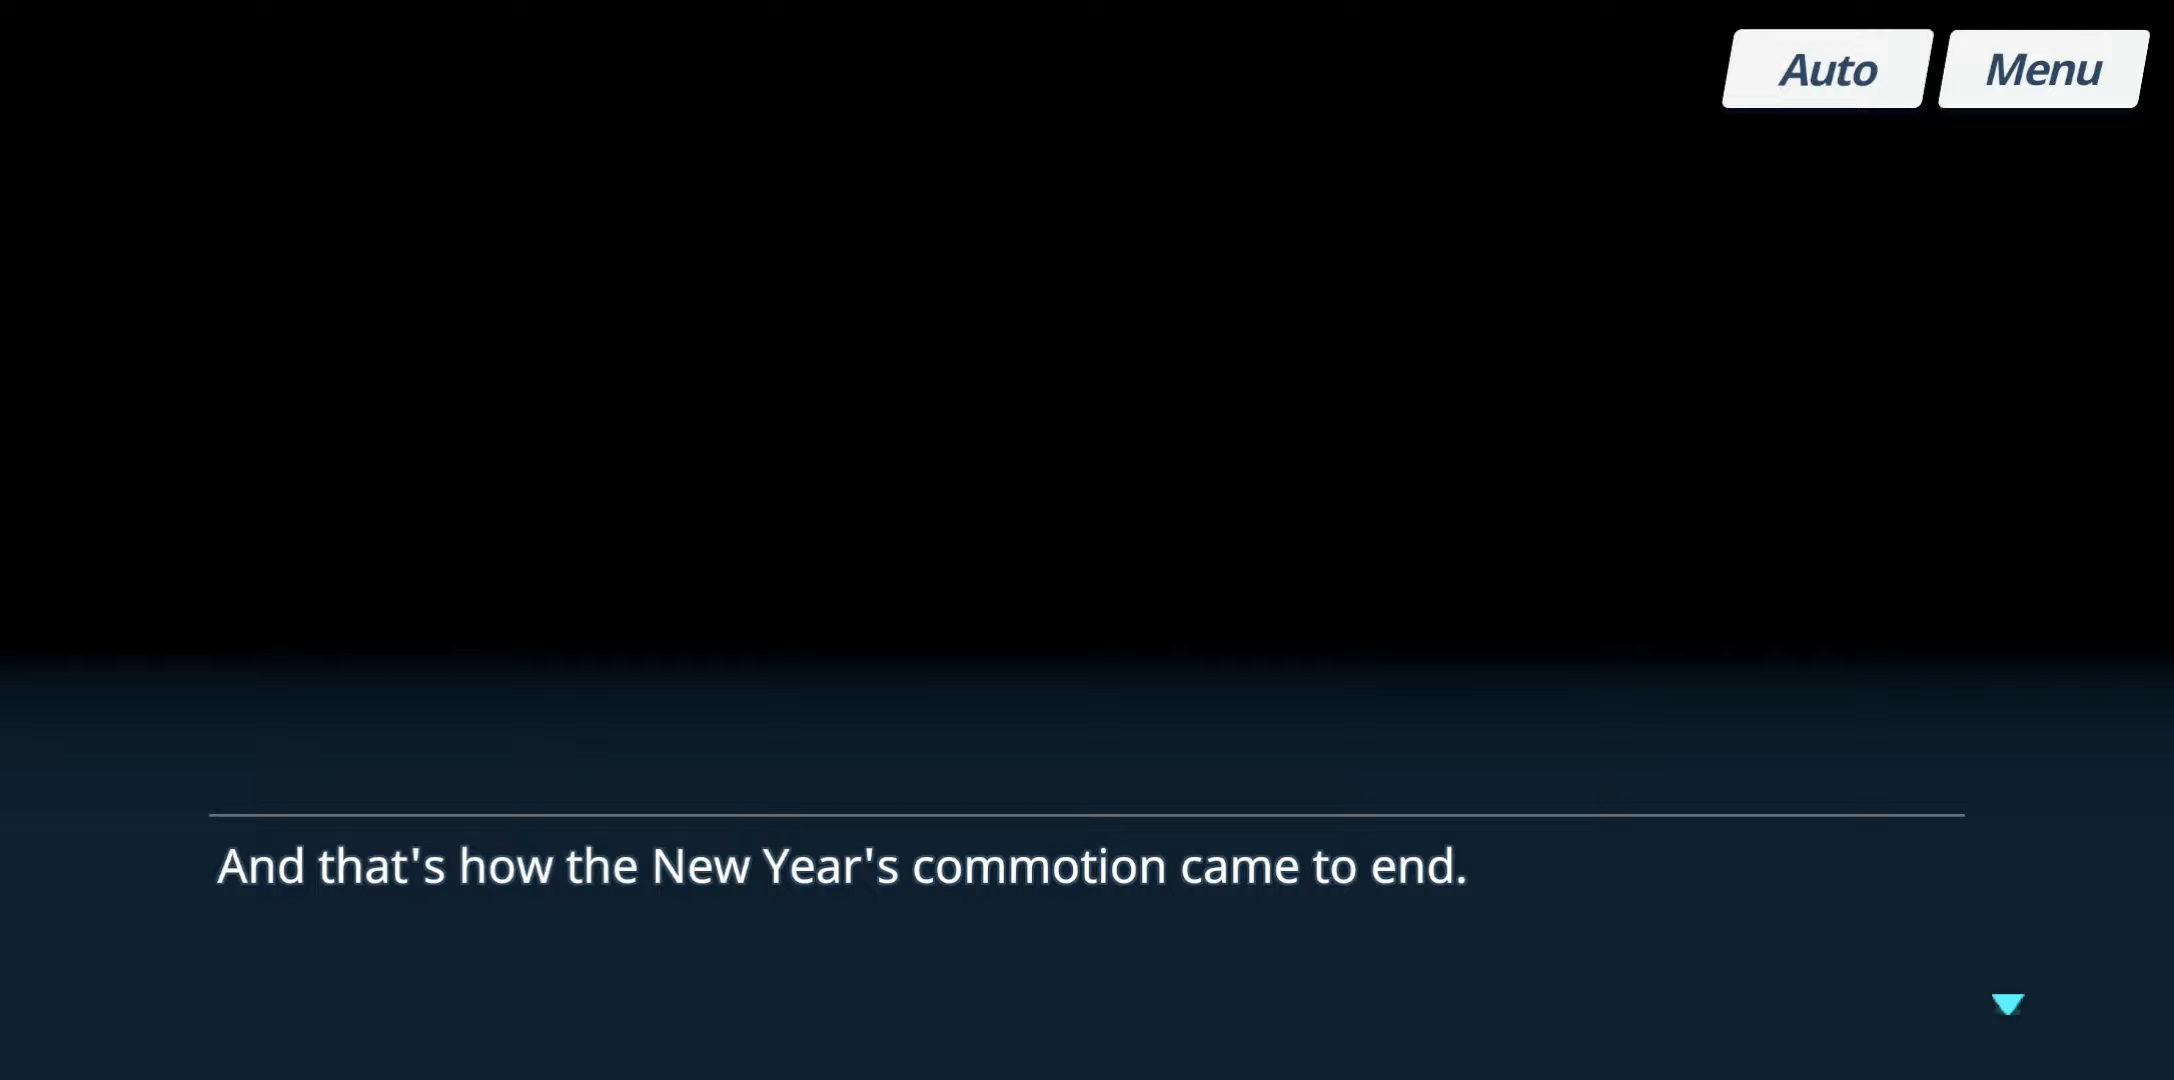 Auto Menu
And that's how the New Year's commotion came to end.